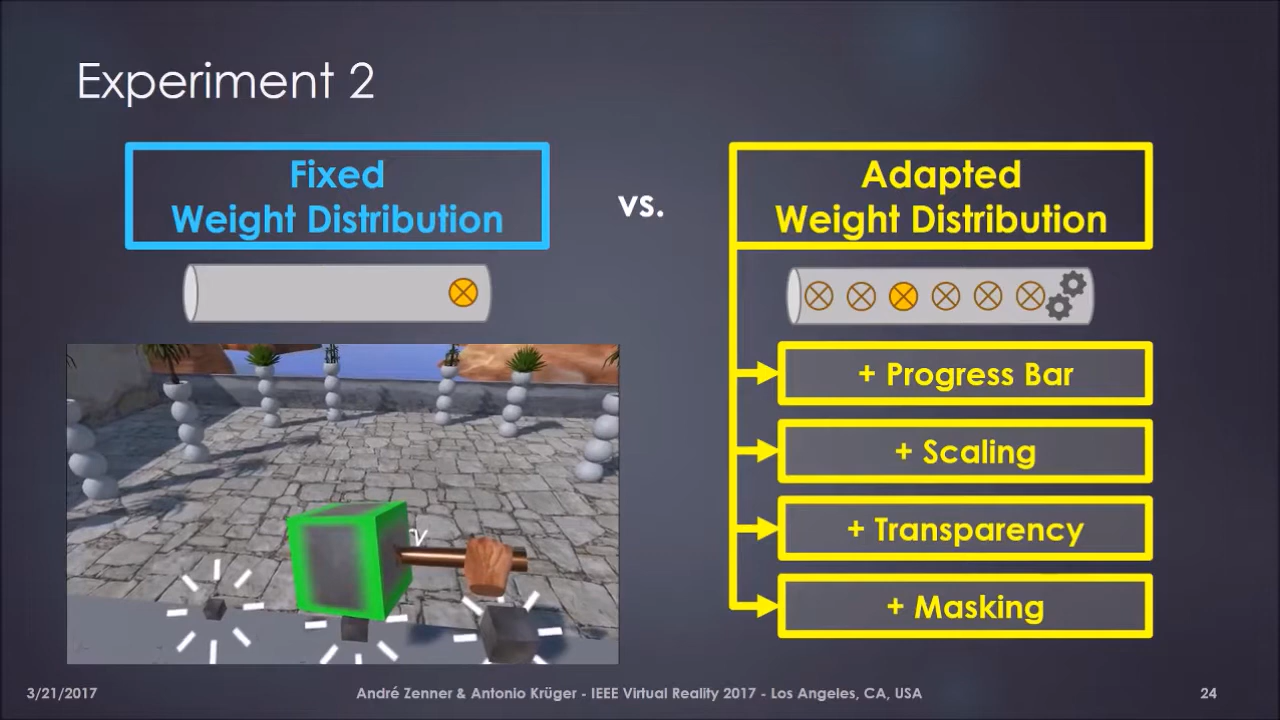 Experiment 2
Fixed
Weight Distribution
vs.
Adapted
Weight Distribution
+ Progress Bar
+ Scaling
+ Transparency
+ Masking
3/21/2017
André Zenner & Antonio Krüger - IEEE Virtual Reality 2017 - Los Angeles, CA, USA
24